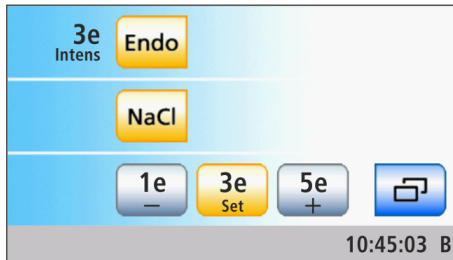 3e Endo
Intens
NaCl
1e 3e 5e
− Set +
10:45:03 B